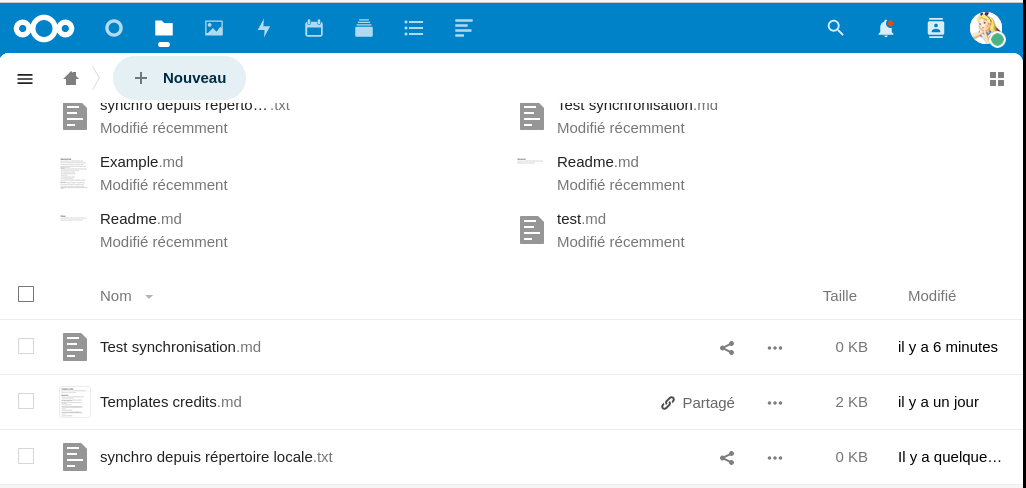 Nouveau
synchro depuis réperto… .txt
Test synchronisation.md
Modifié récemment
Modifié récemment
Example.md
Readme.md
Modifié récemment
Modifié récemment
Readme.md
test.md
Modifié récemment
Modifié récemment
Nom
Taille
Modifié
Test synchronisation.md
0 KB
il y a 6 minutes
Templates credits.md
Partagé
2 KB
il y a un jour
synchro depuis répertoire locale.txt
0 KB
Il y a quelque…